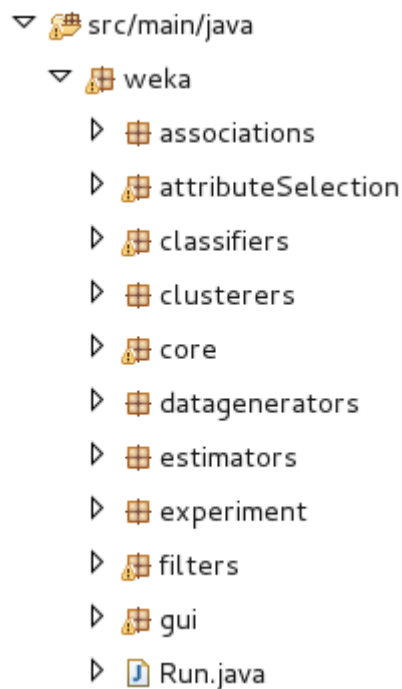 src/main/java
weka
associations
attributeSelection
classifiers
clusterers
core
datagenerators
estimators
experiment
filters
gui
Run.java